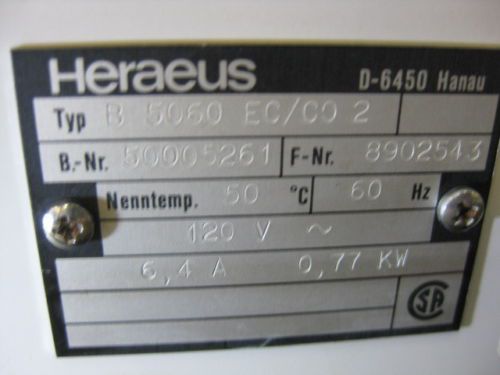 Heraeus D-6450 Hanau
Typ B 5060 EC/CO 2
B.-Nr. 50005261 F-Nr. 8902543
Nenntemp. 50 °C 60 Hz
120 V ~
6,4 A 0,77 KW
SA